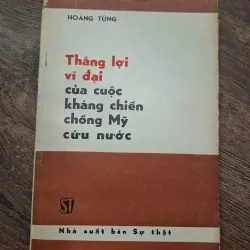 HOÀNG TÙNG
Thắng lợi
vĩ đại
của cuộc
kháng chiến
chống Mỹ
cứu nước
ST
Nhà xuất bản Sự thật